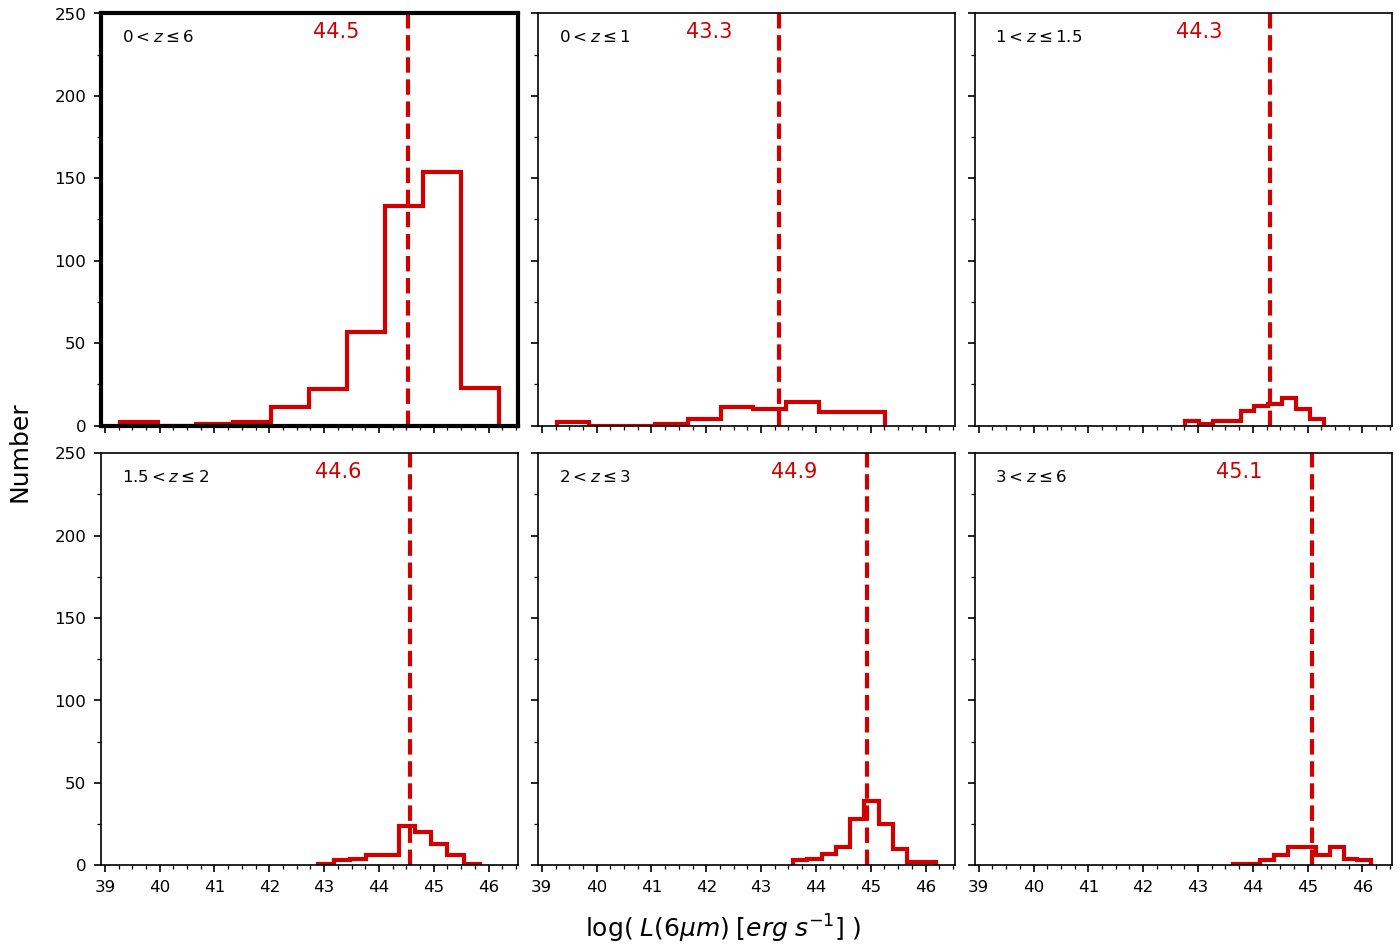 250
200
150
100
50
0
0 < z ≤ 6
44.5
0 < z ≤ 1
43.3
1 < z ≤ 1.5
44.3
Number
250
200
150
100
50
0
1.5 < z ≤ 2
44.6
2 < z ≤ 3
44.9
3 < z ≤ 6
45.1
39 40 41 42 43 44 45 46
39 40 41 42 43 44 45 46
39 40 41 42 43 44 45 46
log( L(6μm) [erg s⁻¹] )